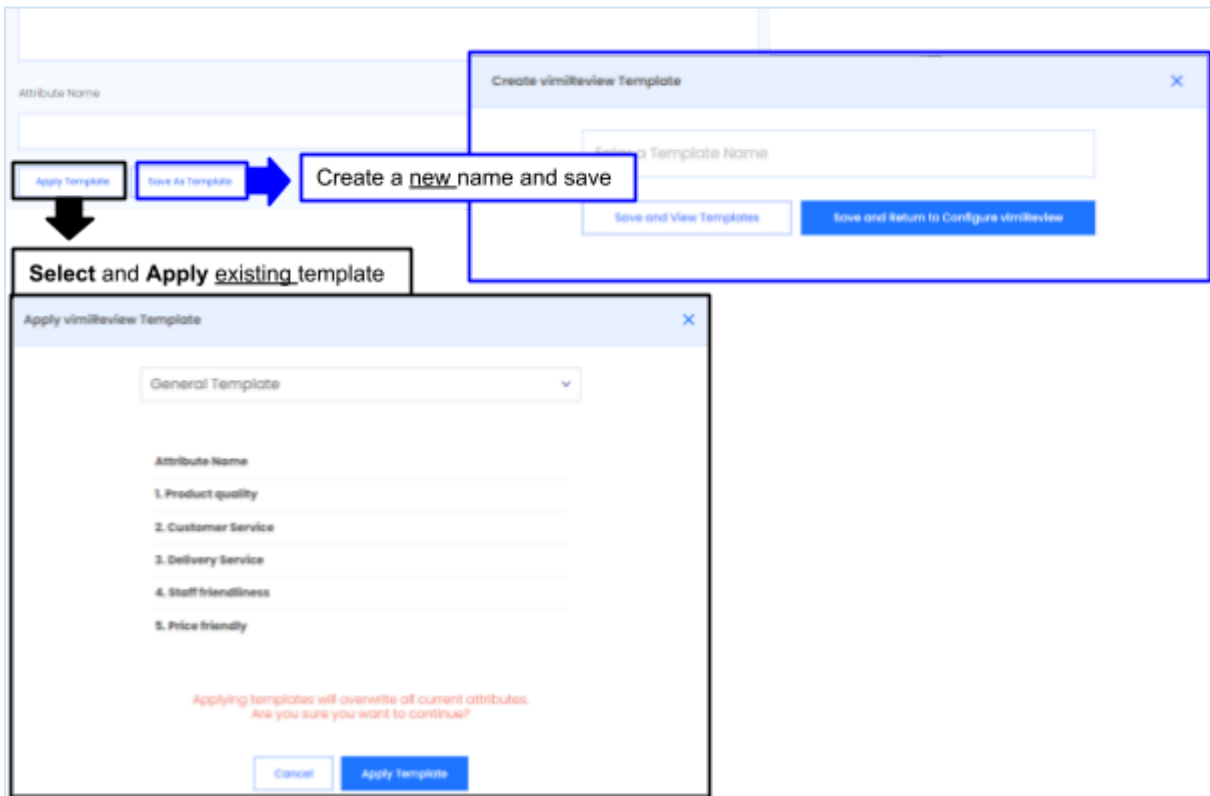 Create vimiReview Template
Attribute Name
Enter a Template Name
Apply Template
Save As Template
Create a new name and save
Save and View Templates
Save and Return to Configure vimiReview
Select and Apply existing template
Apply vimiReview Template
General Template
Attribute Name
1. Product quality
2. Customer Service
3. Delivery Service
4. Staff friendliness
5. Price friendly
Applying templates will overwrite all current attributes.
Are you sure you want to continue?
Cancel
Apply Template